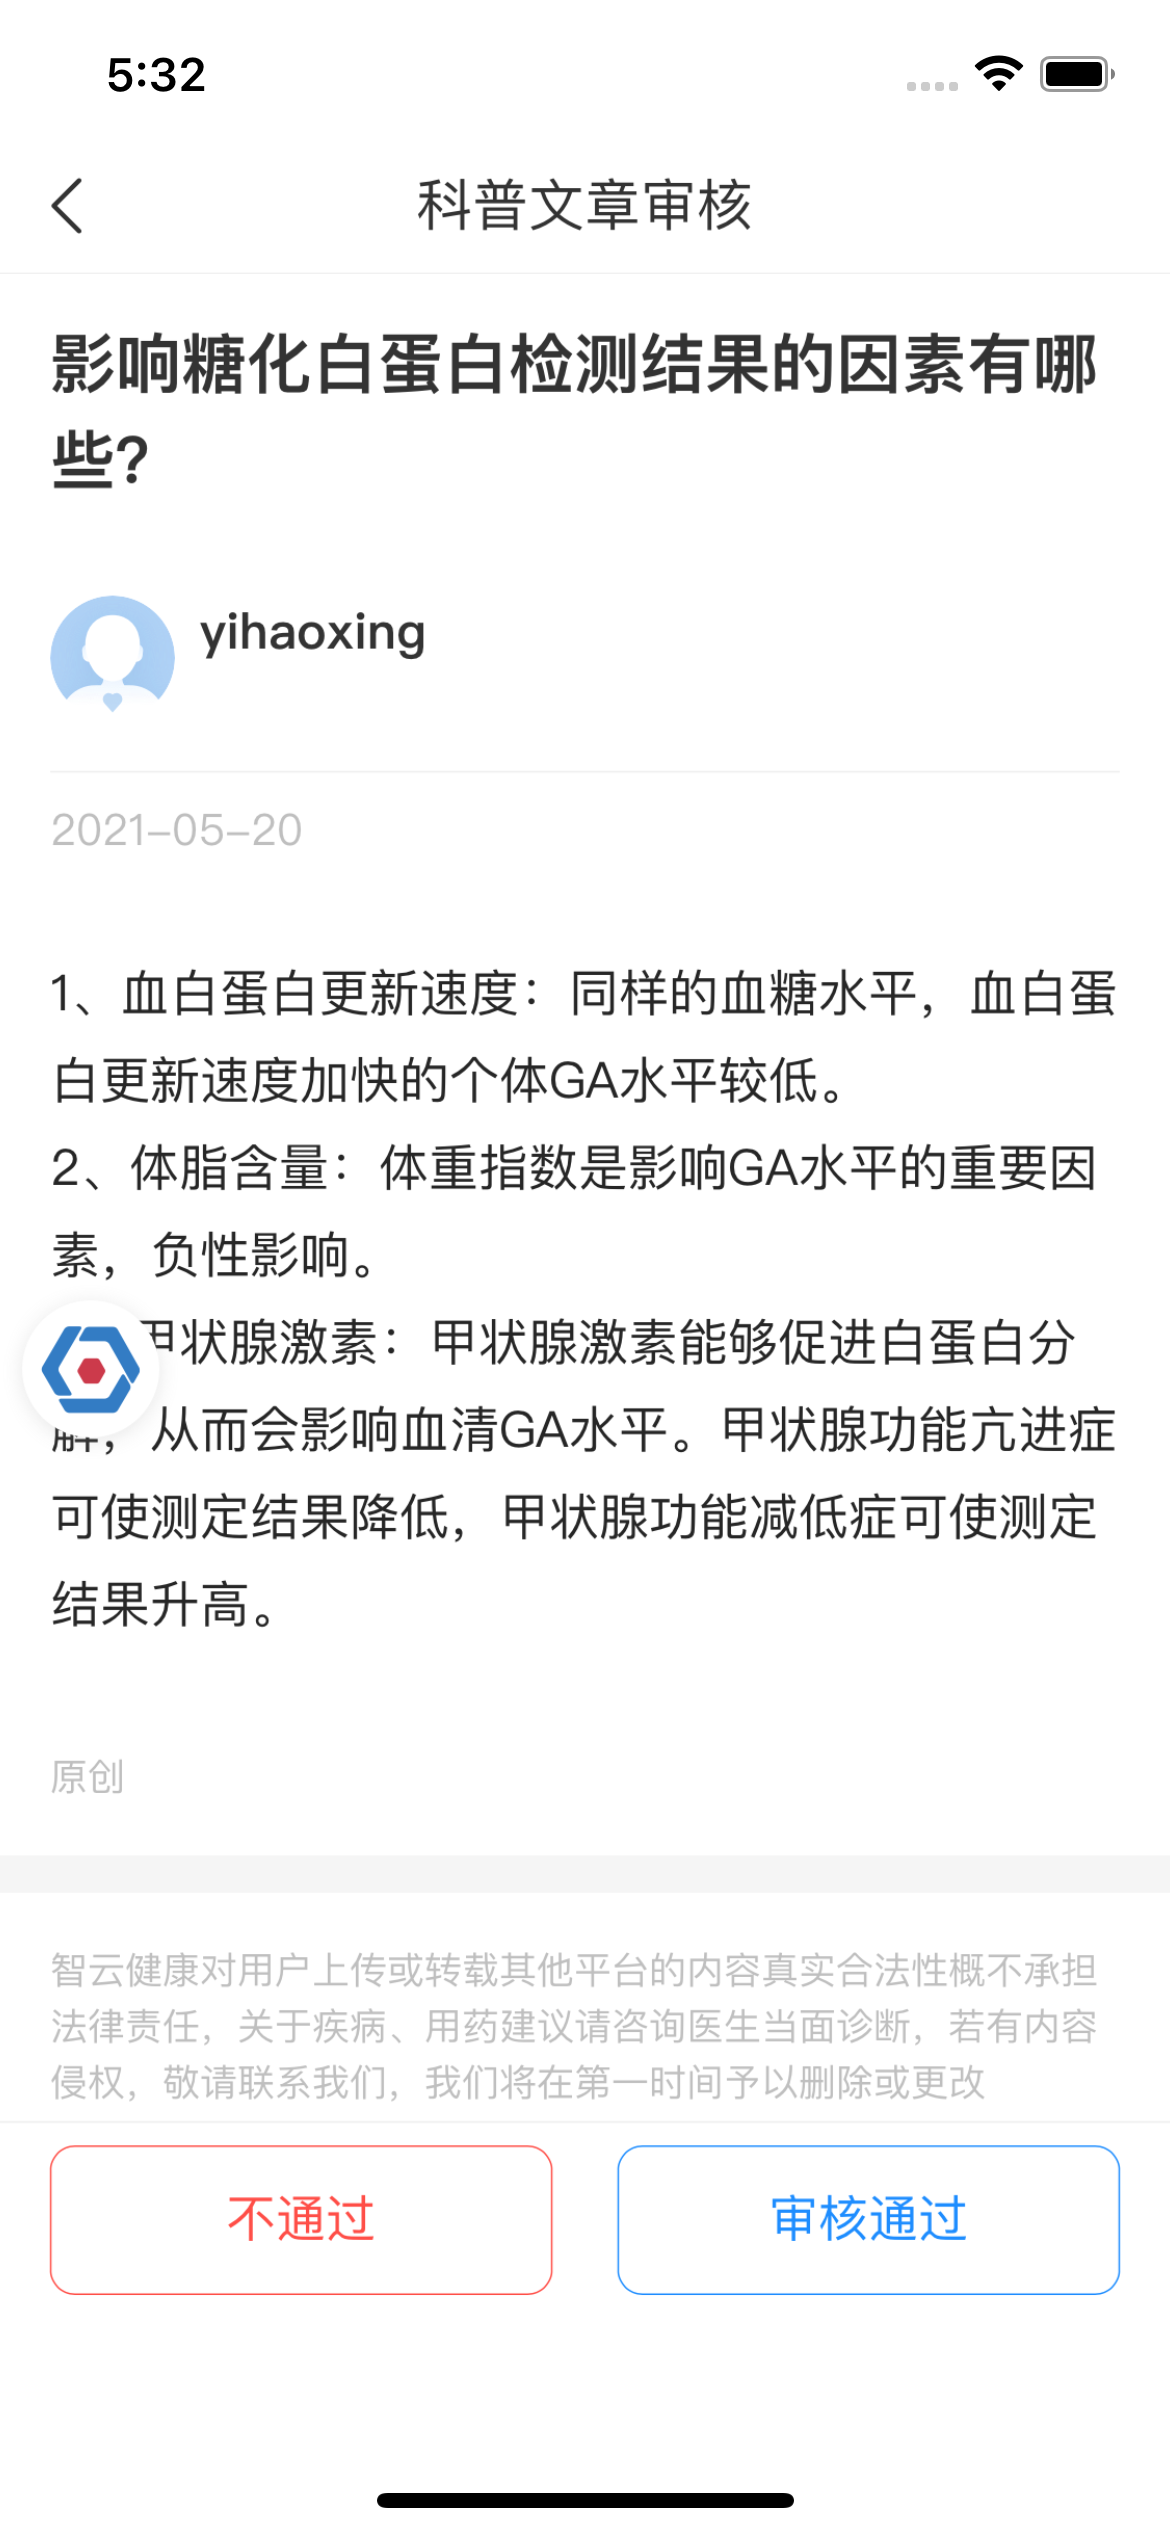 5:32
科普文章审核
影响糖化白蛋白检测结果的因素有哪
些?
yihaoxing
2021-05-20
1、血白蛋白更新速度：同样的血糖水平，血白蛋
白更新速度加快的个体GA水平较低。
2、体脂含量：体重指数是影响GA水平的重要因
素，负性影响。
甲状腺激素：甲状腺激素能够促进白蛋白分
解，从而会影响血清GA水平。甲状腺功能亢进症
可使测定结果降低，甲状腺功能减低症可使测定
结果升高。
原创
智云健康对用户上传或转载其他平台的内容真实合法性概不承担
法律责任，关于疾病、用药建议请咨询医生当面诊断，若有内容
侵权，敬请联系我们，我们将在第一时间予以删除或更改
不通过
审核通过